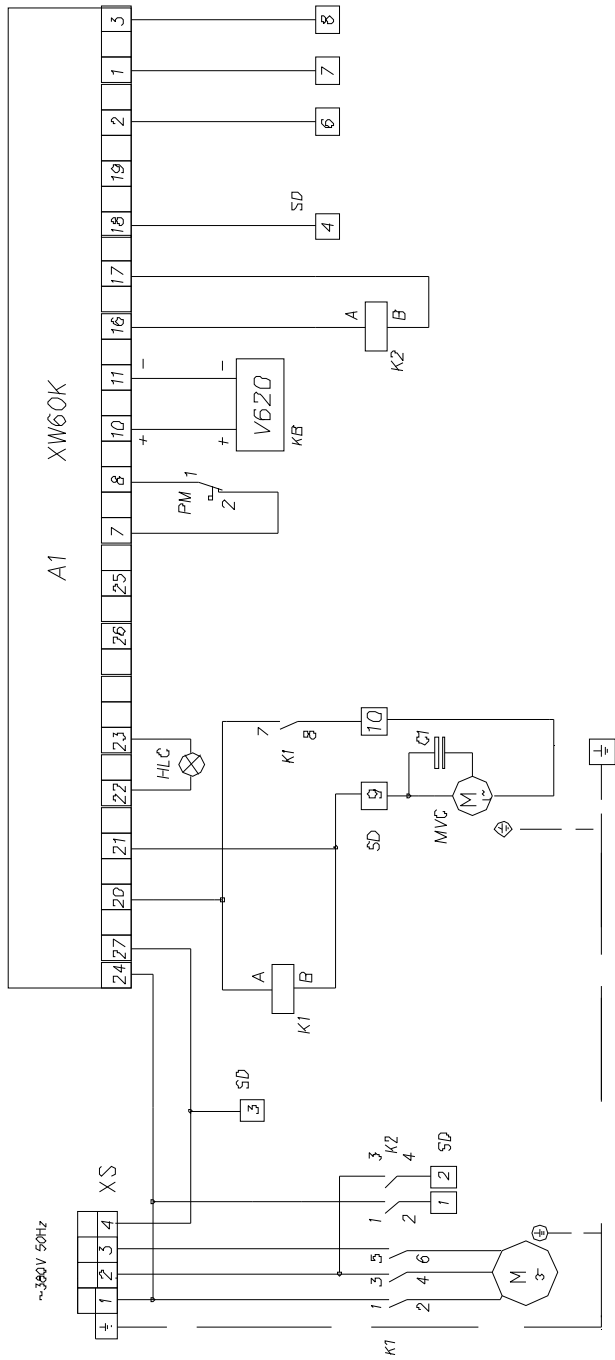 A1 XW60K
~380V 50Hz
XS
⏚ 1 2 3 4
24 27 20 21 22 23 26 25 7 8 10 11 16 17 18 19 2 1 3
+ -
HLC
PM 1
2
+ -
V620
KB
3 SD
A
B
K1
7
K1
8
SD 9
10
C1
MVC
M
1~
A
B
K2
SD
4
6
7
8
K1
1 3 5
2 4 6
1 3
K2
2 4
1 2 SD
M
3~